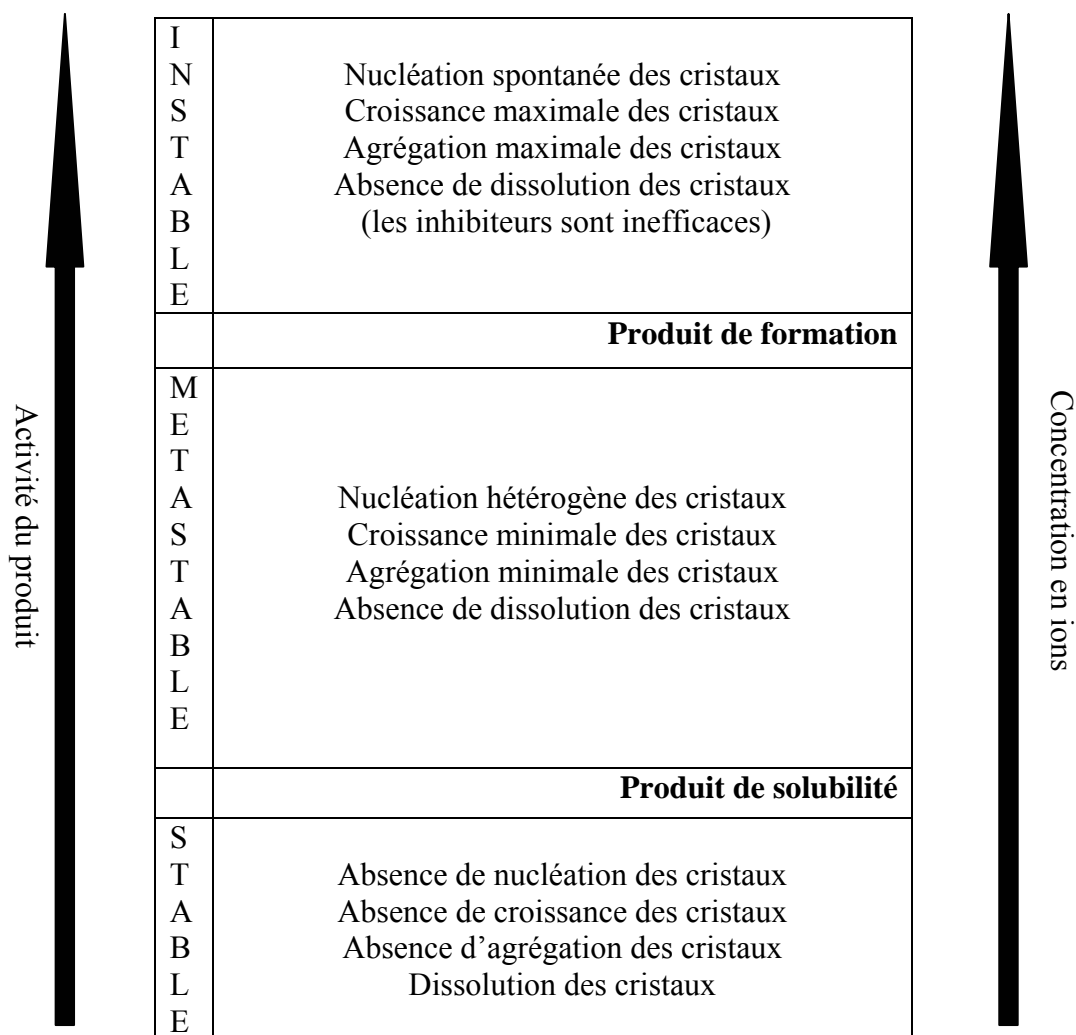 Activité du produit
I
N
S
T
A
B
L
E
Nucléation spontanée des cristaux
Croissance maximale des cristaux
Agrégation maximale des cristaux
Absence de dissolution des cristaux
(les inhibiteurs sont inefficaces)
Produit de formation
M
E
T
A
S
T
A
B
L
E
Nucléation hétérogène des cristaux
Croissance minimale des cristaux
Agrégation minimale des cristaux
Absence de dissolution des cristaux
Produit de solubilité
S
T
A
B
L
E
Absence de nucléation des cristaux
Absence de croissance des cristaux
Absence d’agrégation des cristaux
Dissolution des cristaux
Concentration en ions